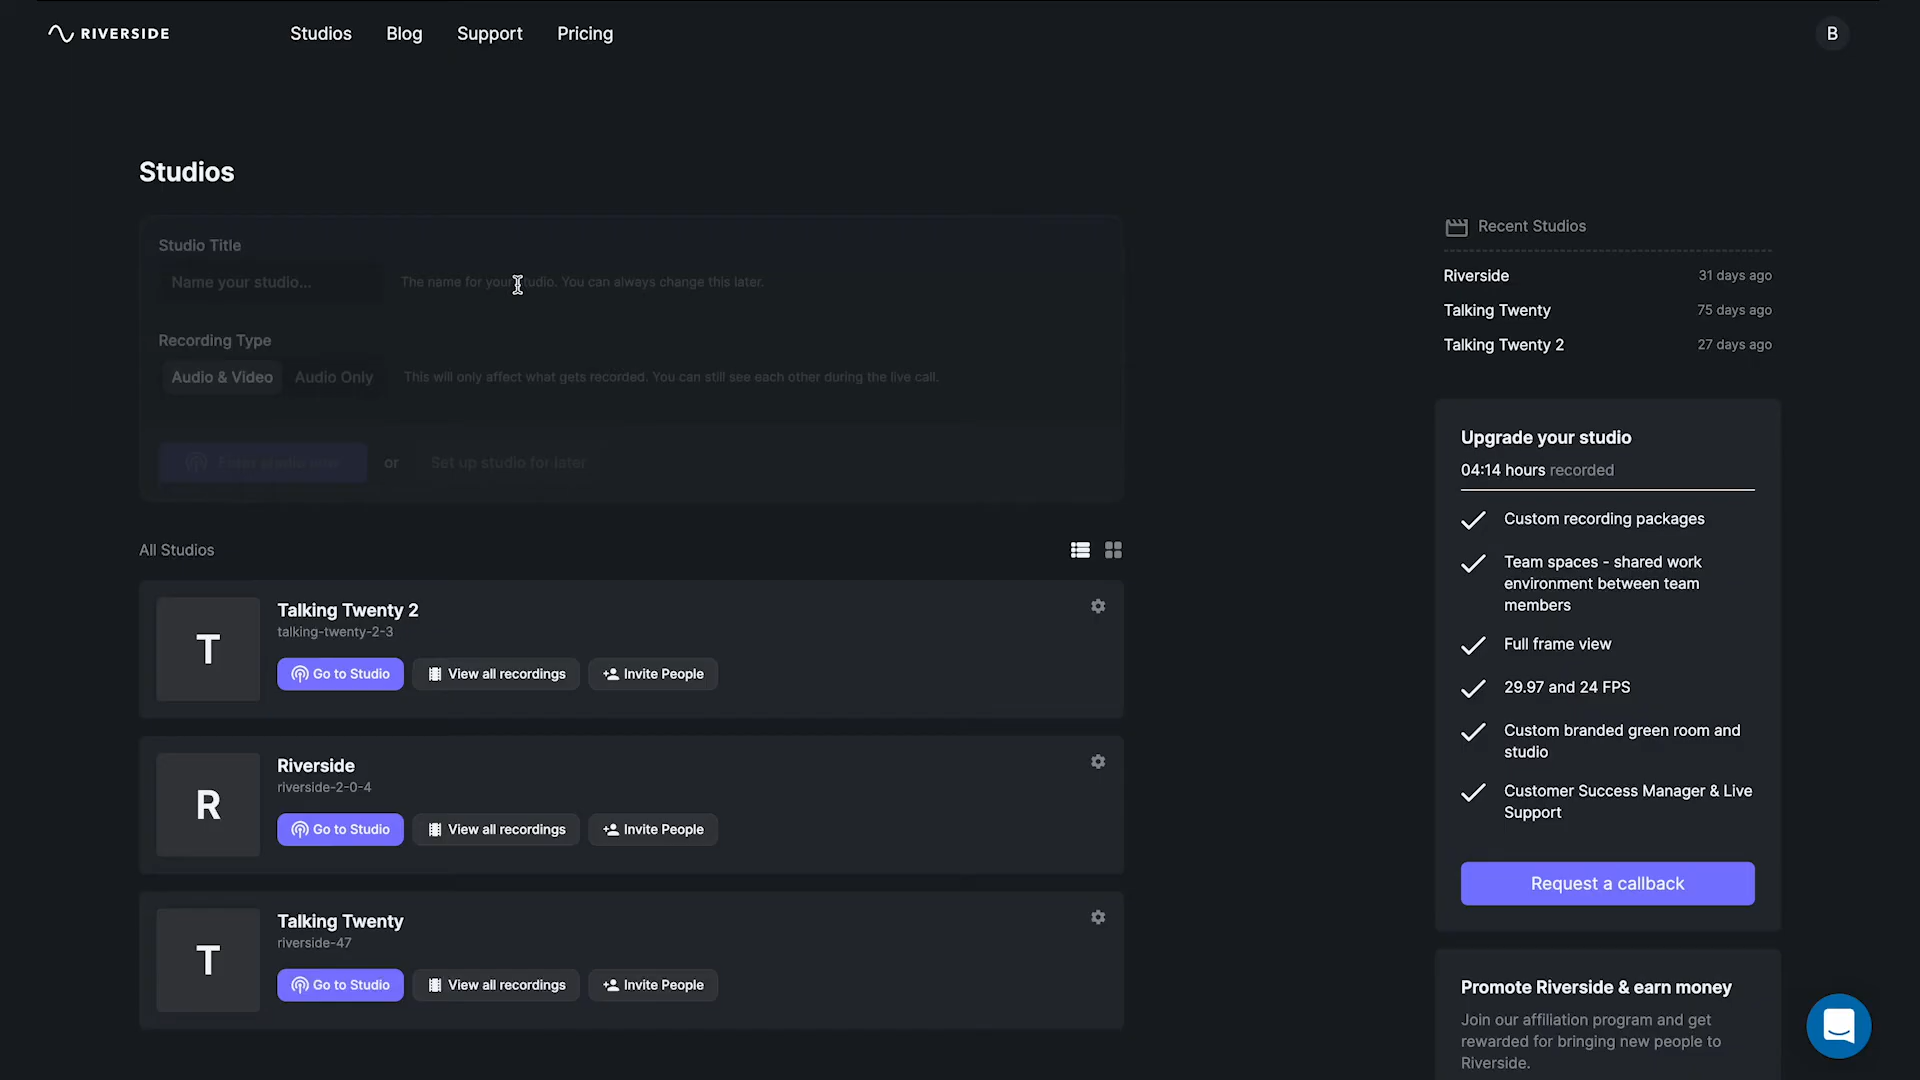 RIVERSIDE
Studios
Blog
Support
Pricing
B
Studios
Studio Title
Name your studio...
The name for your studio. You can always change this later.
Recording Type
Audio & Video
Audio Only
This will only affect what gets recorded. You can still see each other during the live call.
Enter studio now
or
Set up studio for later
All Studios
T
Talking Twenty 2
talking-twenty-2-3
Go to Studio
View all recordings
Invite People
R
Riverside
riverside-2-0-4
Go to Studio
View all recordings
Invite People
T
Talking Twenty
riverside-47
Go to Studio
View all recordings
Invite People
Recent Studios
Riverside 31 days ago
Talking Twenty 75 days ago
Talking Twenty 2 27 days ago
Upgrade your studio
04:14 hours recorded
Custom recording packages
Team spaces - shared work
environment between team
members
Full frame view
29.97 and 24 FPS
Custom branded green room and
studio
Customer Success Manager & Live
Support
Request a callback
Promote Riverside & earn money
Join our affiliation program and get
rewarded for bringing new people to
Riverside.